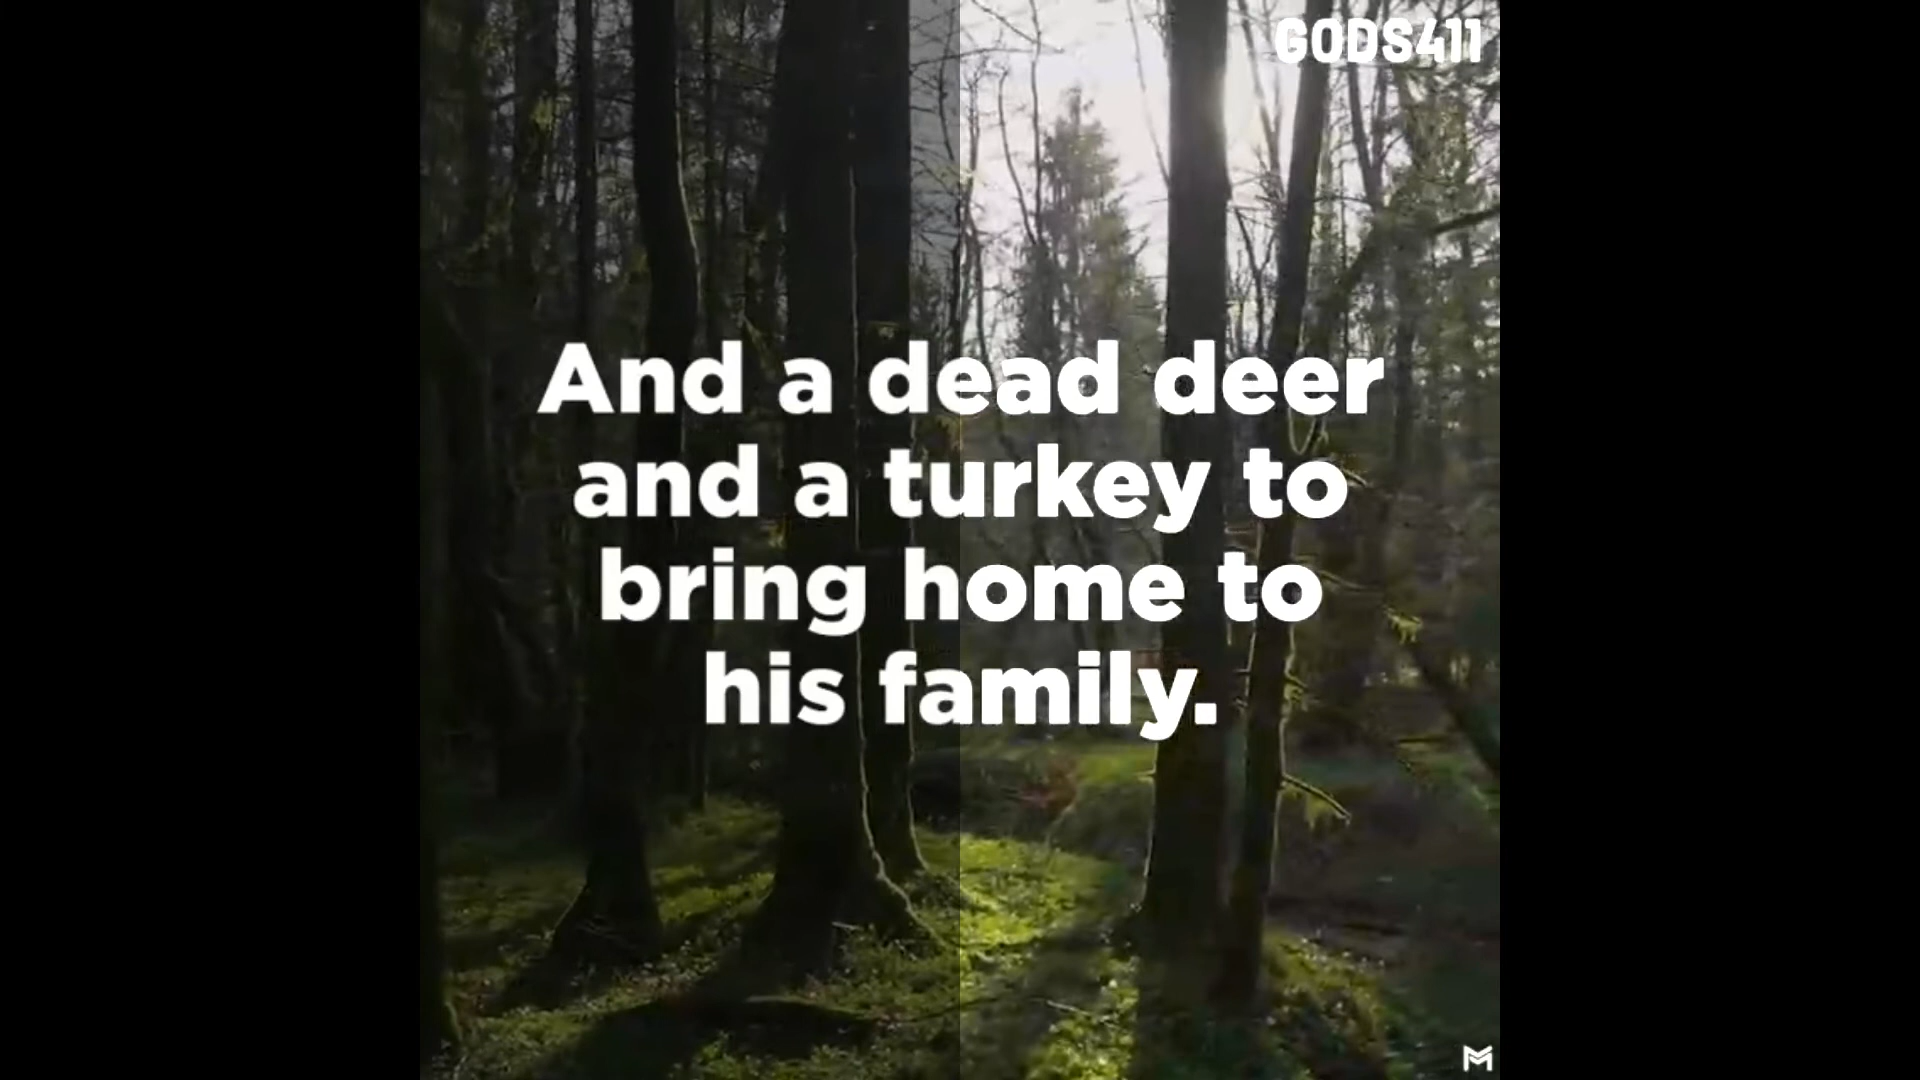 GODS411
And a dead deer
and a turkey to
bring home to
his family.
M